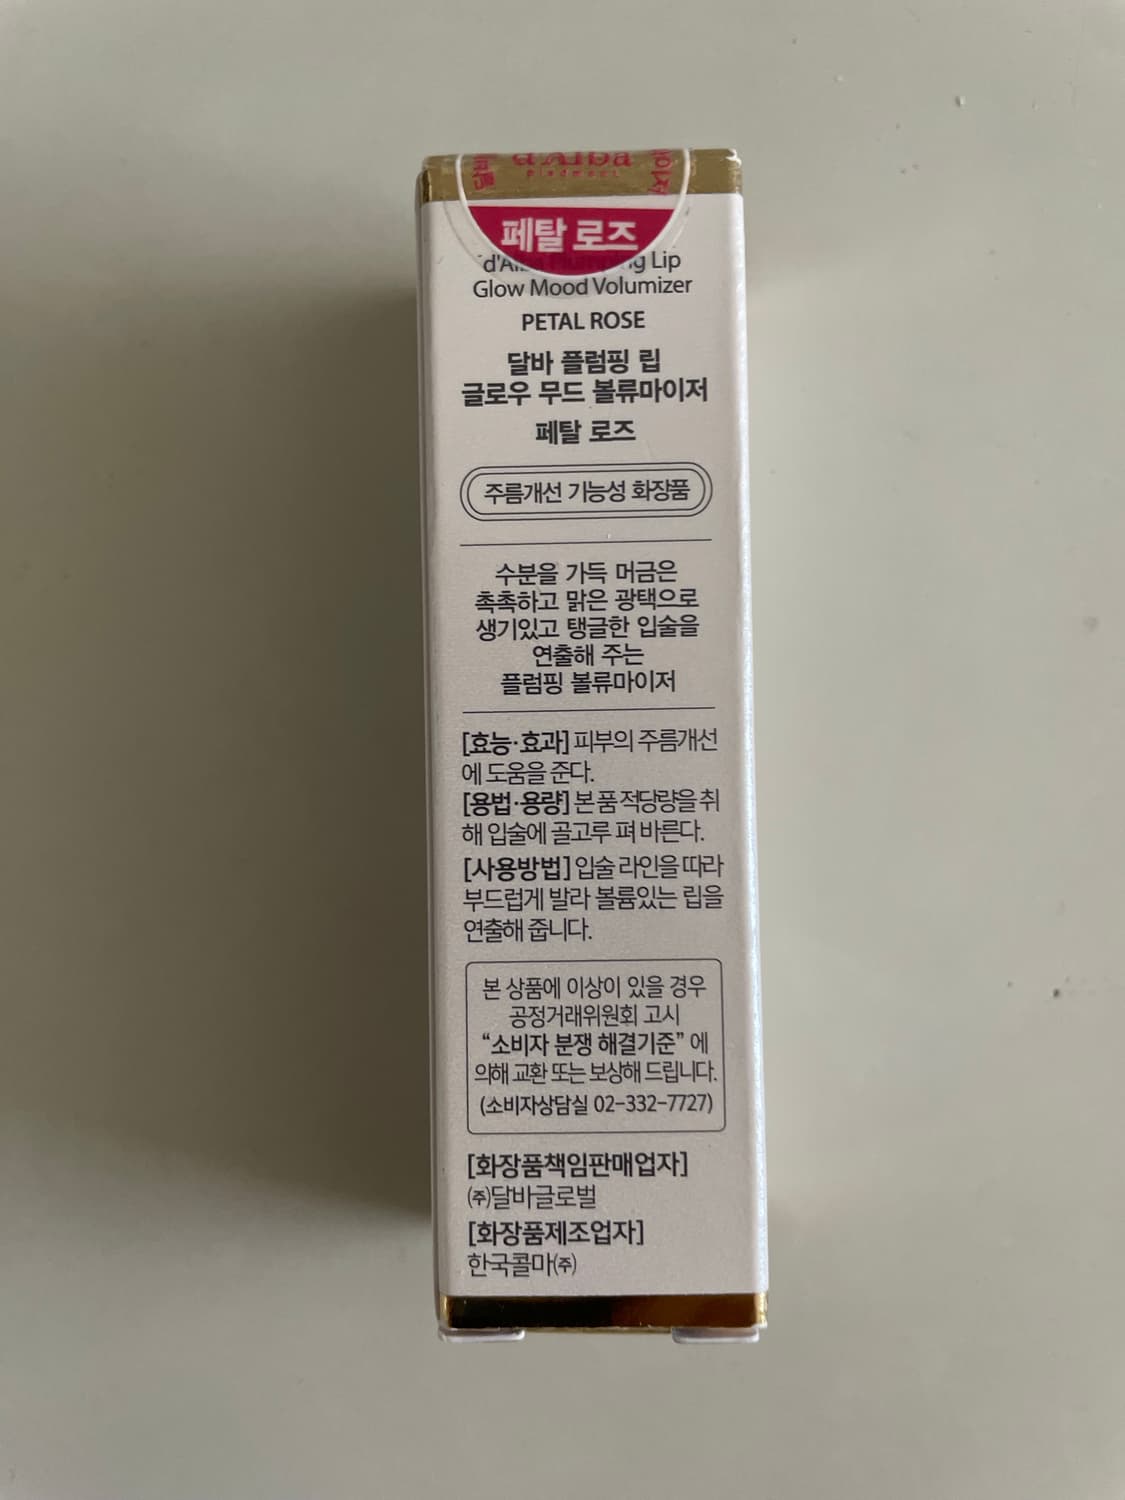 d'Alba
piedmont
페탈 로즈
d'Alba Plumping Lip
Glow Mood Volumizer
PETAL ROSE
달바 플럼핑 립
글로우 무드 볼류마이저
페탈 로즈
주름개선 기능성 화장품
수분을 가득 머금은
촉촉하고 맑은 광택으로
생기있고 탱글한 입술을
연출해 주는
플럼핑 볼류마이저
[효능·효과] 피부의 주름개선
에 도움을 준다.
[용법·용량] 본품 적당량을 취
해 입술에 골고루 펴 바른다.
[사용방법] 입술 라인을 따라
부드럽게 발라 볼륨있는 립을
연출해 줍니다.
본 상품에 이상이 있을 경우
공정거래위원회 고시
“소비자 분쟁 해결기준” 에
의해 교환 또는 보상해 드립니다.
(소비자상담실 02-332-7727)
[화장품책임판매업자]
㈜달바글로벌
[화장품제조업자]
한국콜마㈜